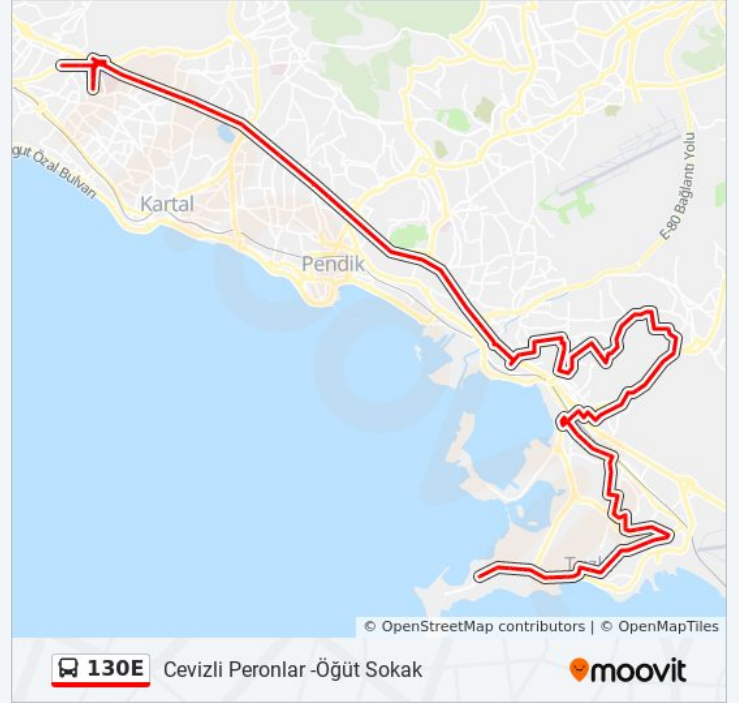 gut Özal Bulvarı
Kartal
Pendik
E-80 Bağlantı Yolu
© OpenStreetMap contributors | © OpenMapTiles
130E Cevizli Peronlar -Öğüt Sokak
moovit